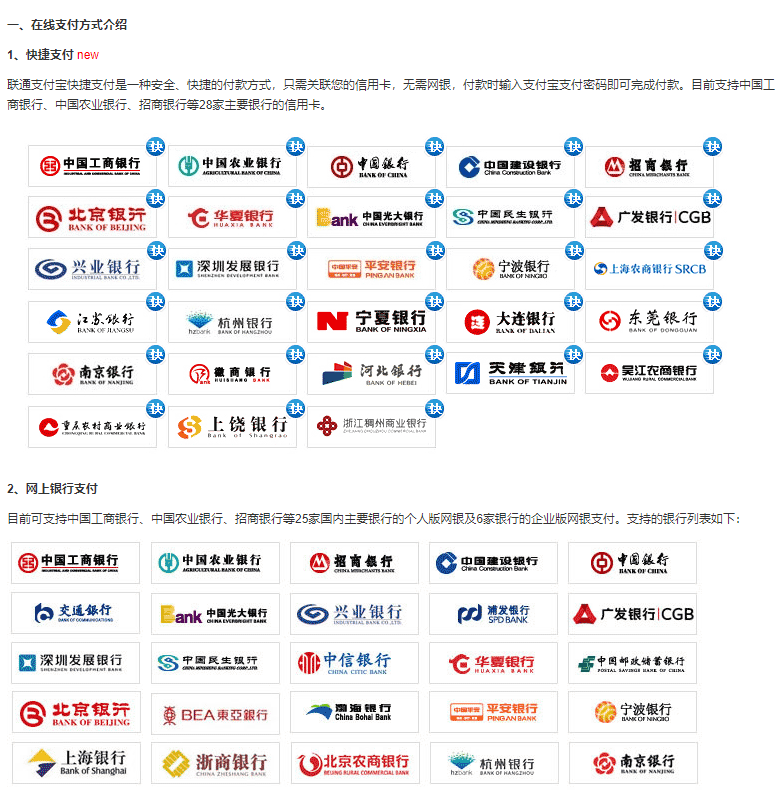 一、在线支付方式介绍
1、快捷支付 new
联通支付宝快捷支付是一种安全、快捷的付款方式，只需关联您的信用卡，无需网银，付款时输入支付宝支付密码即可完成付款。目前支持中国工
商银行、中国农业银行、招商银行等28家主要银行的信用卡。
快 快 快 快 快
中国工商银行 中国农业银行 中国银行 中国建设银行 招商银行
INDUSTRIAL AND COMMERCIAL BANK OF CHINA AGRICULTURAL BANK OF CHINA BANK OF CHINA China Construction Bank CHINA MERCHANTS BANK
快 快 快 快 快
北京银行 华夏银行 Bank 中国光大银行 中国民生银行 广发银行|CGB
BANK OF BEIJING HUAXIA BANK CHINA EVERBRIGHT BANK CHINA MINSHENG BANKING CORP.,LTD.
快 快 快 快 快
兴业银行 深圳发展银行 中国平安 平安银行 宁波银行 上海农商银行 SRCB
INDUSTRIAL BANK CO.,LTD. SHENZHEN DEVELOPMENT BANK PINGAN BANK BANK OF NINGBO
快 快 快 快 快
江苏银行 杭州银行 宁夏银行 大连银行 东莞银行
BANK OF JIANGSU hzbank BANK OF HANGZHOU BANK OF NINGXIA BANK OF DALIAN BANK OF DONGGUAN
快 快 快 快 快
南京银行 徽商银行 河北银行 天津银行 吴江农商银行
BANK OF NANJING Bank HUISHANG BANK BANK OF HEBEI BANK OF TIANJIN WUJIANG RURAL COMMERCIAL BANK
快 快 快
重庆农村商业银行 上饶银行 浙江稠州商业银行
CHONGQING RURAL COMMERCIAL BANK Bank of Shangrao ZHEJIANG CHOUZHOU COMMERCIAL BANK
2、网上银行支付
目前可支持中国工商银行、中国农业银行、招商银行等25家国内主要银行的个人版网银及6家银行的企业版网银支付。支持的银行列表如下：
中国工商银行 中国农业银行 招商银行 中国建设银行 中国银行
INDUSTRIAL AND COMMERCIAL BANK OF CHINA AGRICULTURAL BANK OF CHINA CHINA MERCHANTS BANK China Construction Bank BANK OF CHINA
交通银行 Bank 中国光大银行 兴业银行 浦发银行 广发银行|CGB
BANK OF COMMUNICATIONS CHINA EVERBRIGHT BANK INDUSTRIAL BANK CO.,LTD. SPD BANK
深圳发展银行 中国民生银行 中信银行 华夏银行 中国邮政储蓄银行
SHENZHEN DEVELOPMENT BANK CHINA MINSHENG BANKING CORP.,LTD. CHINA CITIC BANK HUAXIA BANK POSTAL SAVINGS BANK OF CHINA
北京银行 BEA東亞銀行 渤海银行 中国平安 平安银行 宁波银行
BANK OF BEIJING China Bohai Bank PINGAN BANK BANK OF NINGBO
上海银行 浙商银行 北京农商银行 杭州银行 南京银行
Bank of Shanghai CHINA ZHESHANG BANK BEIJING RURAL COMMERCIAL BANK hzbank BANK OF HANGZHOU BANK OF NANJING